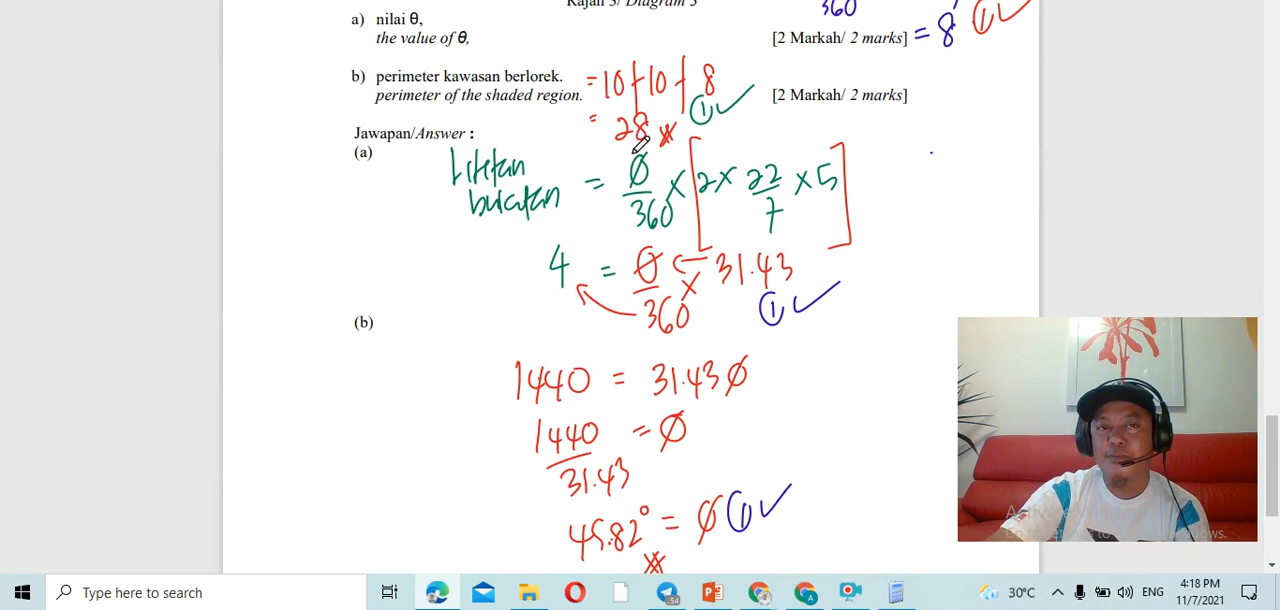 Rajah 3/ Diagram 3
360
a) nilai θ,
the value of θ,
[2 Markah/ 2 marks]
= 8 1 ✓
b) perimeter kawasan berlorek.
perimeter of the shaded region.
[2 Markah/ 2 marks]
= 10 + 10 + 8
= 28 1 ✓
Jawapan/Answer :
(a)
Lilitan bulatan = θ/360 × [2 × 22/7 × 5]
4 = θ/360 × 31.43
1 ✓
(b)
1440 = 31.43 θ
1440/31.43 = θ
45.82° = θ 1 ✓
Type here to search
54
30°C
ENG
4:18 PM
11/7/2021